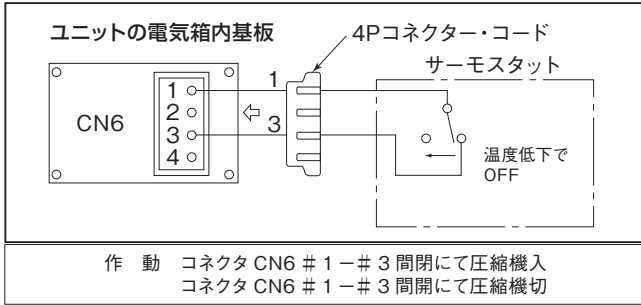 ユニットの電気箱内基板
4Pコネクター・コード
サーモスタット
CN6
1
2
3
4
1
3
温度低下で
OFF
作　動　コネクタ CN6 ＃1－＃3 間閉にて圧縮機入
コネクタ CN6 ＃1－＃3 間開にて圧縮機切